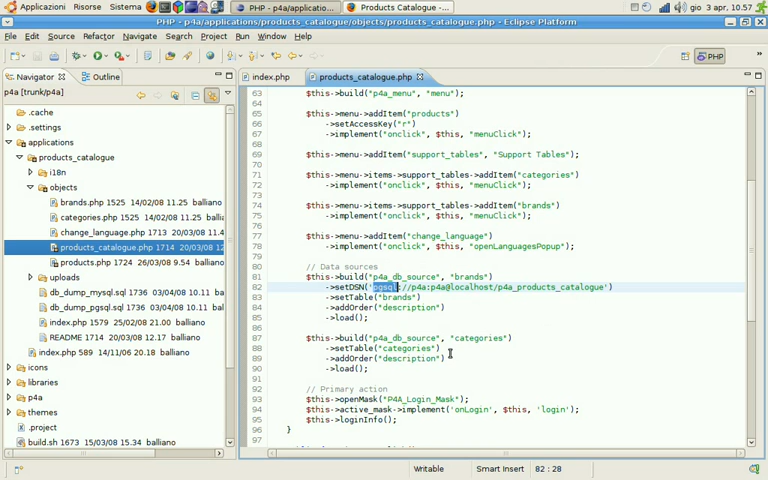 Applicazioni Risorse Sistema
PHP - p4a/applicatio...
Products Catalogue -...
gio 3 apr, 10.57
PHP - p4a/applications/products_catalogue/objects/products_catalogue.php - Eclipse Platform
File Edit Source Refactor Navigate Search Project Run Window Help
PHP
Navigator
Outline
p4a [trunk/p4a]
.cache
.settings
applications
products_catalogue
i18n
objects
brands.php 1525 14/02/08 11.25 balliano
categories.php 1525 14/02/08 11.25
change_language.php 1713 20/03/08 11.4
products_catalogue.php 1714 20/03/08 12
products.php 1724 26/03/08 9.54 balliano
uploads
db_dump_mysql.sql 1736 03/04/08 10.11
db_dump_pgsql.sql 1736 03/04/08 10.11
index.php 1579 22/02/08 21.00 balliano
README 1127 12/11/07 14.24 balliano
index.php 589 14/11/06 20.18 balliano
icons
libraries
p4a
themes
.project
build.sh 1673 15/03/08 15.34 balliano
index.php
products_catalogue.php
63 $this->build("p4a_menu", "menu");
64
65 $this->menu->addItem("products")
66 ->setAccessKey("r")
67 ->implement("onclick", $this, "menuClick");
68
69 $this->menu->addItem("support_tables", "Support Tables");
70
71 $this->menu->items->support_tables->addItem("categories")
72 ->implement("onclick", $this, "menuClick");
73
74 $this->menu->items->support_tables->addItem("brands")
75 ->implement("onclick", $this, "menuClick");
76
77 $this->menu->addItem("change_language")
78 ->implement("onclick", $this, "openLanguagesPopup");
79
80 // Data sources
81 $this->build("p4a_db_source", "brands")
82 ->setDSN('pgsql://p4a:p4a@localhost/p4a_products_catalogue')
83 ->setTable("brands")
84 ->addOrder("description")
85 ->load();
86
87 $this->build("p4a_db_source", "categories")
88 ->setTable("categories")
89 ->addOrder("description")
90 ->load();
91
92 // Primary action
93 $this->openMask("P4A_Login_Mask");
94 $this->active_mask->implement('onLogin', $this, 'login');
95 $this->loginInfo();
96 }
97
Writable
Smart Insert
82 : 28